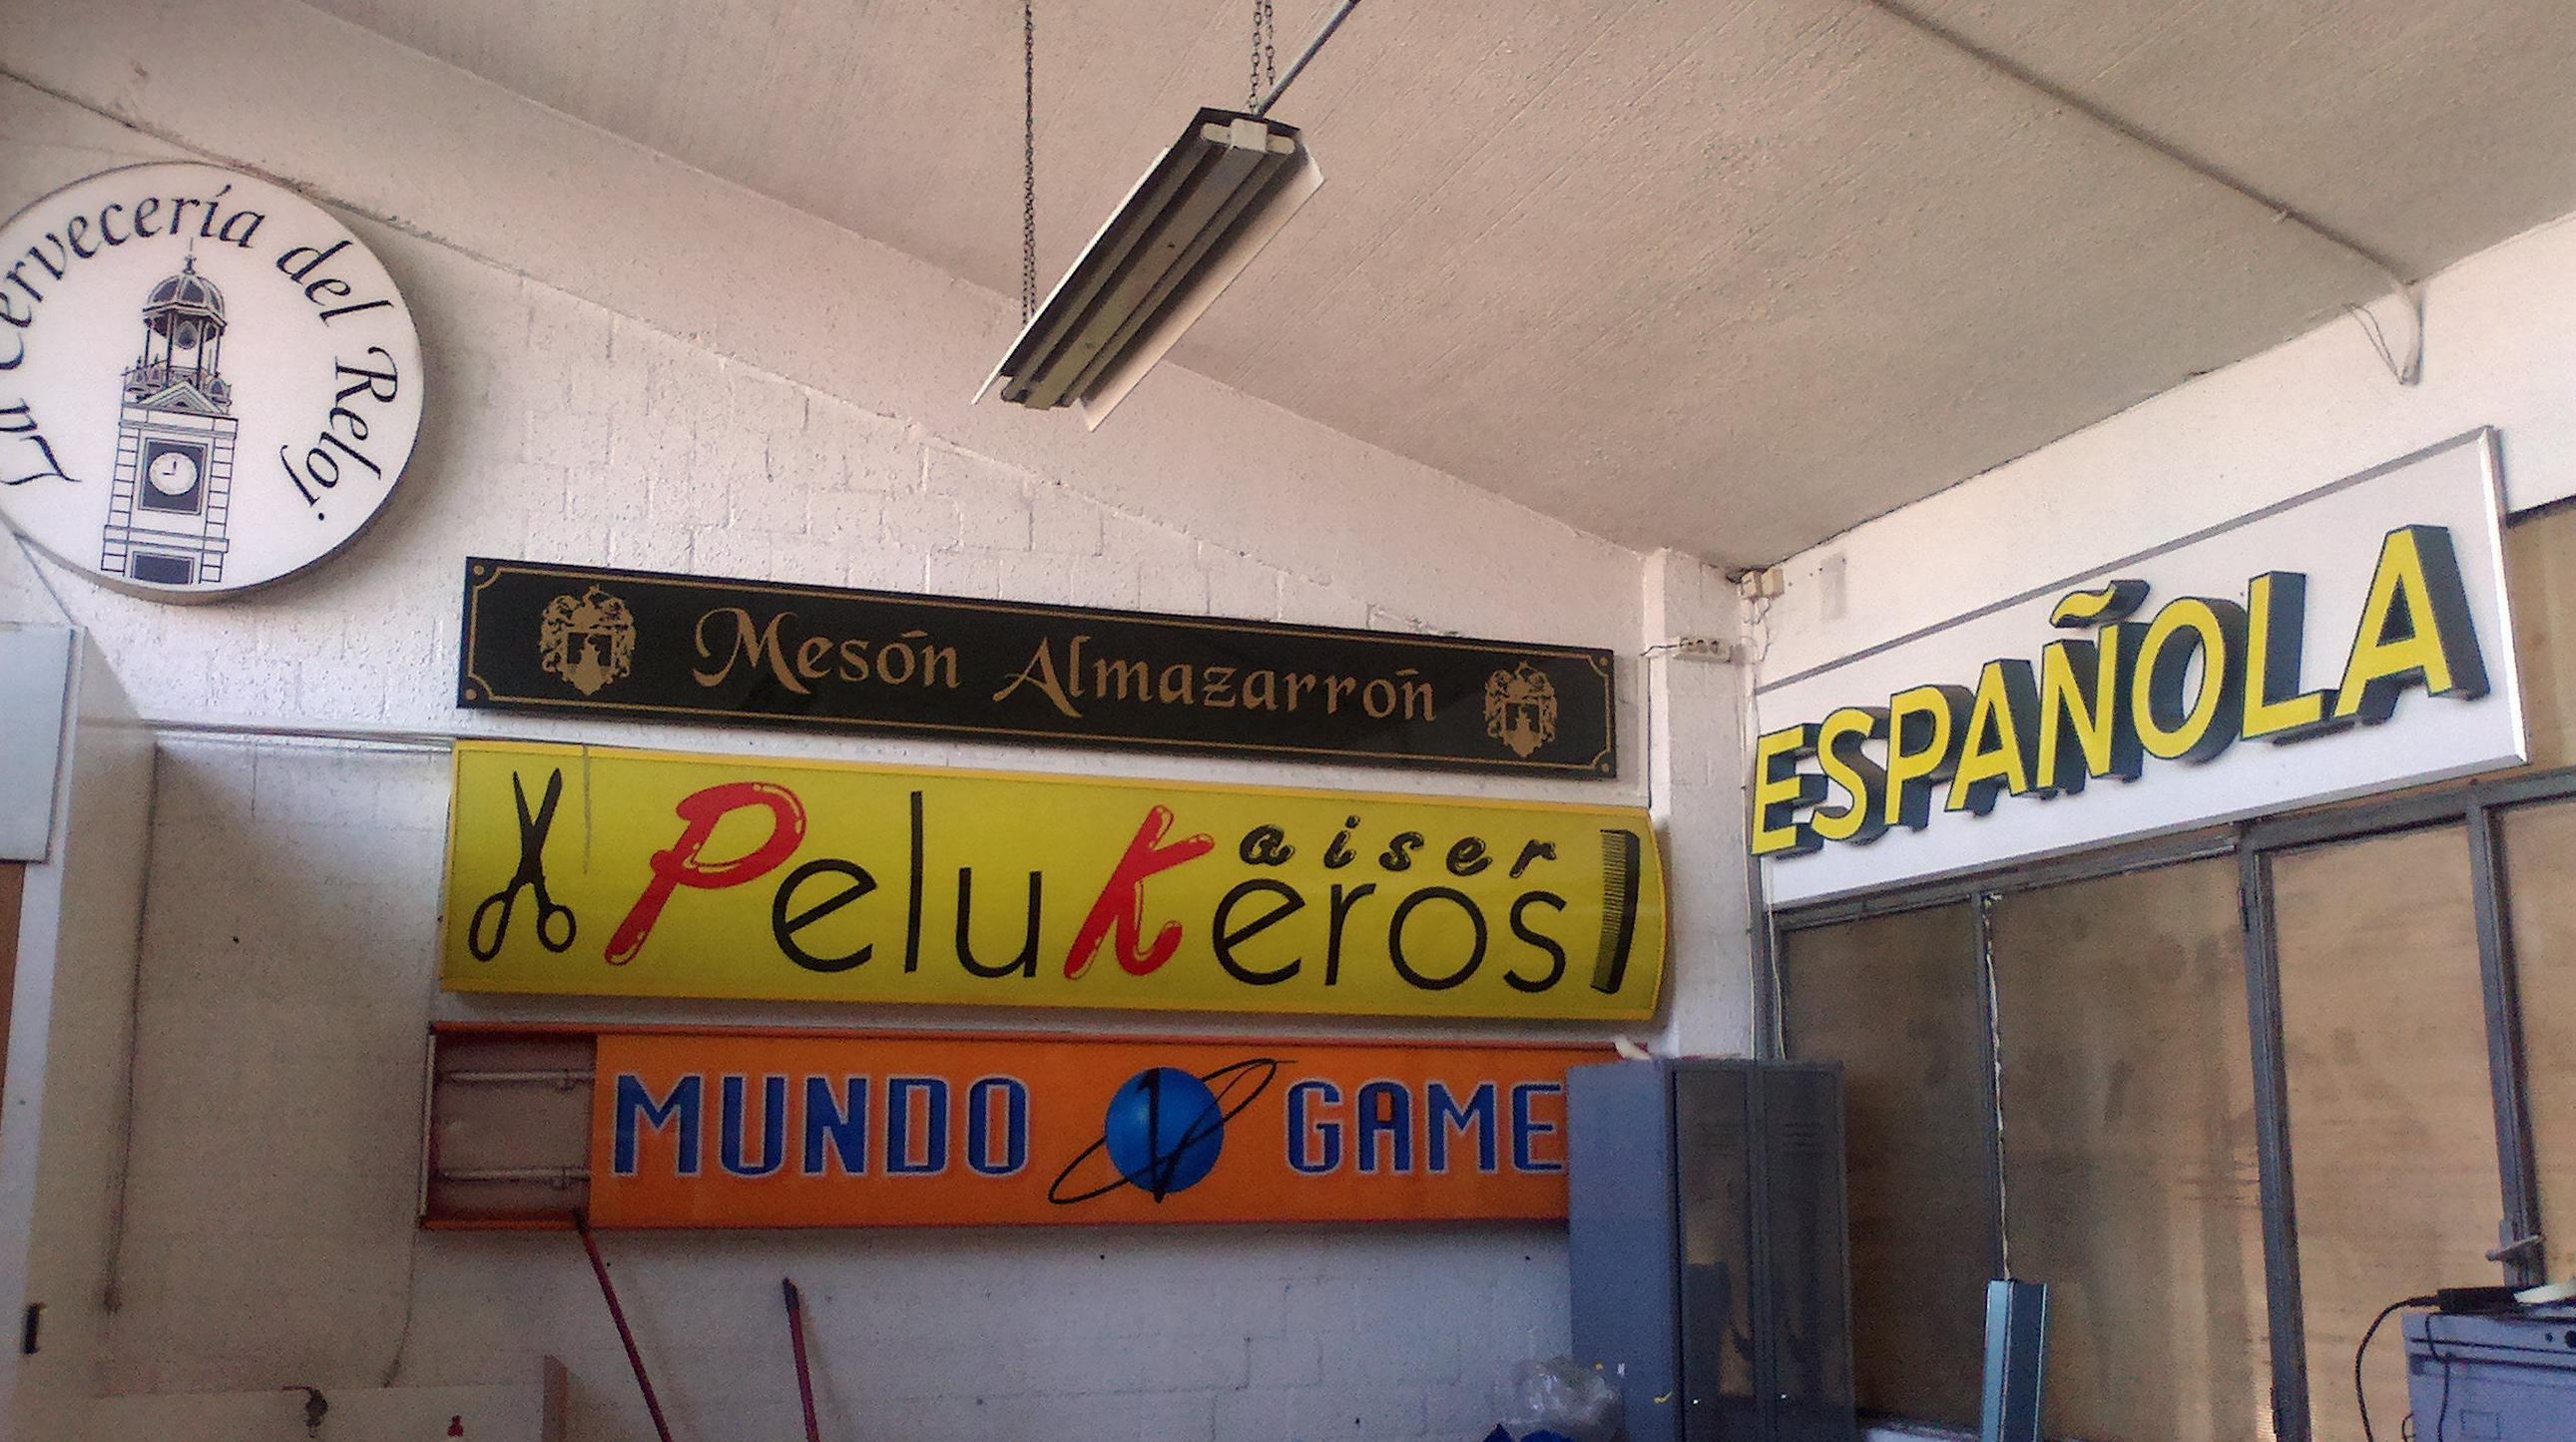 La Cervecería del Reloj.
Mesón Almazarrón
PeluKeros
Kaiser
MUNDO GAME
ESPAÑOLA